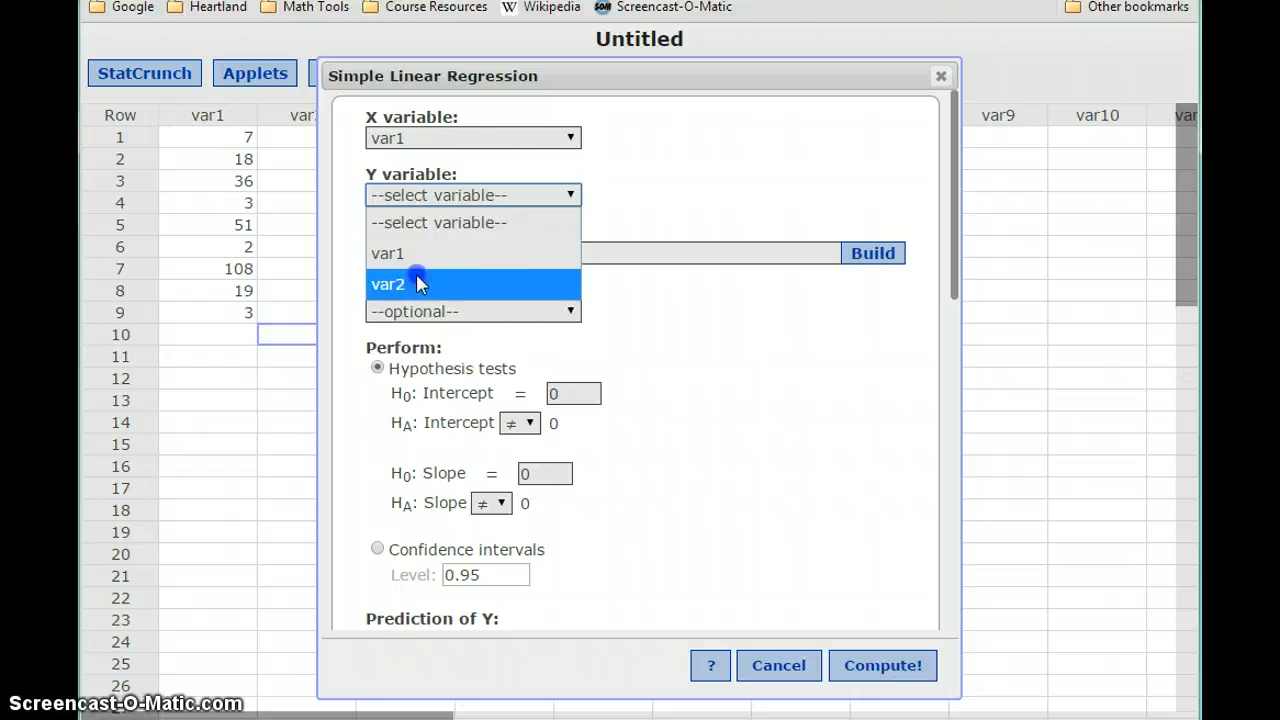 Google Heartland Math Tools Course Resources W Wikipedia SOM Screencast-O-Matic Other bookmarks
Untitled
StatCrunch Applets
Simple Linear Regression
Row var1 var var9 var10 var
X variable:
var1
Y variable:
--select variable--
--select variable--
var1
var2
Build
--optional--
Perform:
Hypothesis tests
H0: Intercept = 0
HA: Intercept ≠ 0
H0: Slope = 0
HA: Slope ≠ 0
Confidence intervals
Level: 0.95
Prediction of Y:
? Cancel Compute!
1 7
2 18
3 36
4 3
5 51
6 2
7 108
8 19
9 3
10
11
12
13
14
15
16
17
18
19
20
21
22
23
24
25
26
Screencast-O-Matic.com